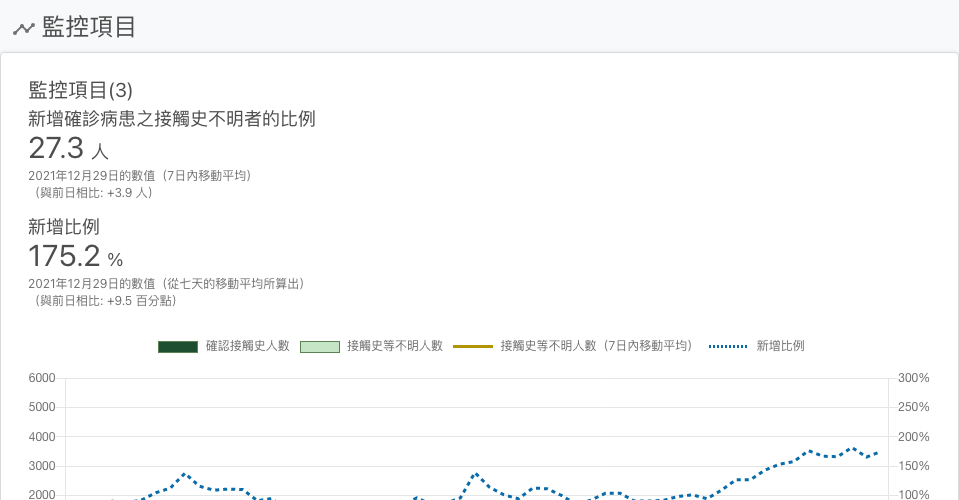 監控項目
監控項目(3)
新增確診病患之接觸史不明者的比例
27.3 人
2021年12月29日的數值（7日內移動平均）
（與前日相比: +3.9 人）
新增比例
175.2 %
2021年12月29日的數值（從七天的移動平均所算出）
（與前日相比: +9.5 百分點）
確認接觸史人數 接觸史等不明人數 接觸史等不明人數（7日內移動平均） 新增比例
6000 300%
5000 250%
4000 200%
3000 150%
2000 100%